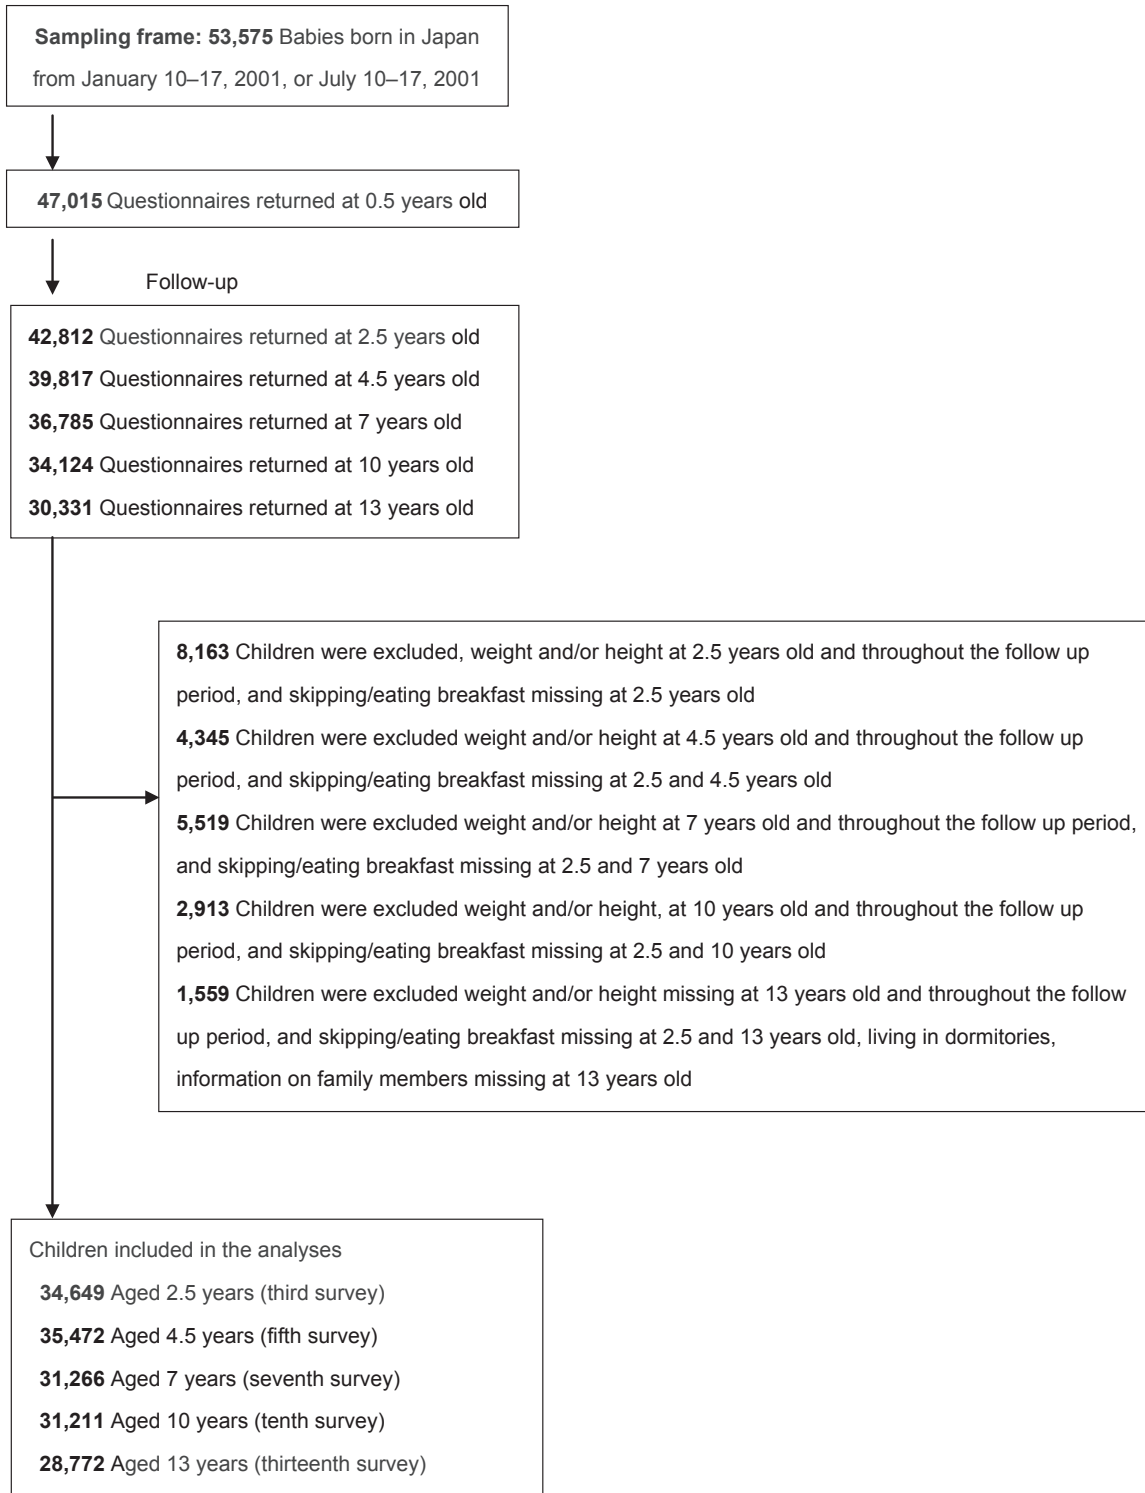 Sampling frame: 53,575 Babies born in Japan
from January 10–17, 2001, or July 10–17, 2001
47,015 Questionnaires returned at 0.5 years old
Follow-up
42,812 Questionnaires returned at 2.5 years old
39,817 Questionnaires returned at 4.5 years old
36,785 Questionnaires returned at 7 years old
34,124 Questionnaires returned at 10 years old
30,331 Questionnaires returned at 13 years old
8,163 Children were excluded, weight and/or height at 2.5 years old and throughout the follow up
period, and skipping/eating breakfast missing at 2.5 years old
4,345 Children were excluded weight and/or height at 4.5 years old and throughout the follow up
period, and skipping/eating breakfast missing at 2.5 and 4.5 years old
5,519 Children were excluded weight and/or height at 7 years old and throughout the follow up period,
and skipping/eating breakfast missing at 2.5 and 7 years old
2,913 Children were excluded weight and/or height, at 10 years old and throughout the follow up
period, and skipping/eating breakfast missing at 2.5 and 10 years old
1,559 Children were excluded weight and/or height missing at 13 years old and throughout the follow
up period, and skipping/eating breakfast missing at 2.5 and 13 years old, living in dormitories,
information on family members missing at 13 years old
Children included in the analyses
34,649 Aged 2.5 years (third survey)
35,472 Aged 4.5 years (fifth survey)
31,266 Aged 7 years (seventh survey)
31,211 Aged 10 years (tenth survey)
28,772 Aged 13 years (thirteenth survey)